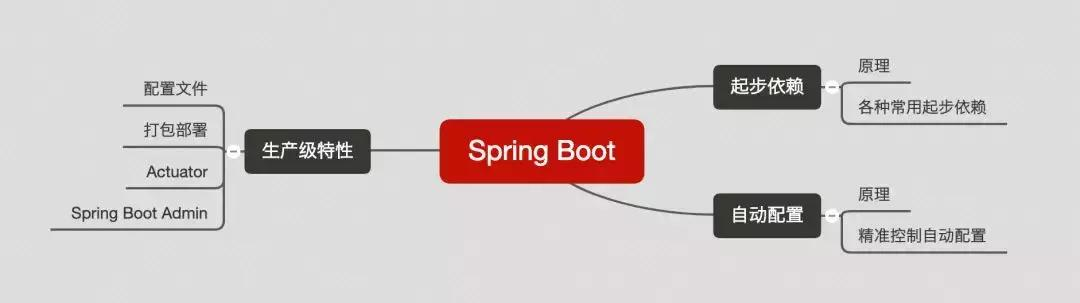 Spring Boot
起步依赖
原理
各种常用起步依赖
自动配置
原理
精准控制自动配置
生产级特性
配置文件
打包部署
Actuator
Spring Boot Admin